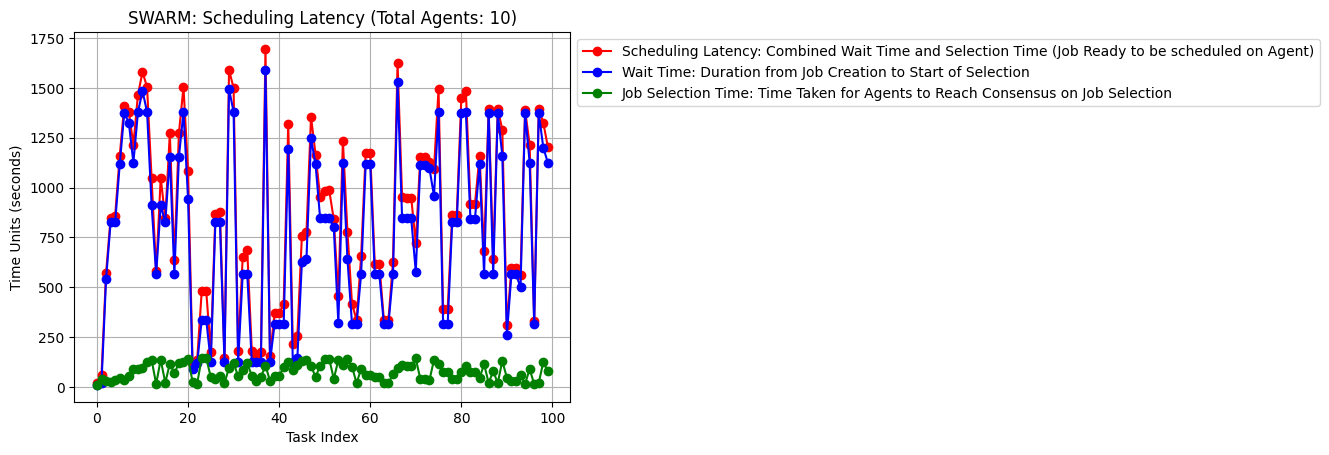 SWARM: Scheduling Latency (Total Agents: 10)
Scheduling Latency: Combined Wait Time and Selection Time (Job Ready to be scheduled on Agent)
Wait Time: Duration from Job Creation to Start of Selection
Job Selection Time: Time Taken for Agents to Reach Consensus on Job Selection
Time Units (seconds)
1750
1500
1250
1000
750
500
250
0
0 20 40 60 80 100
Task Index